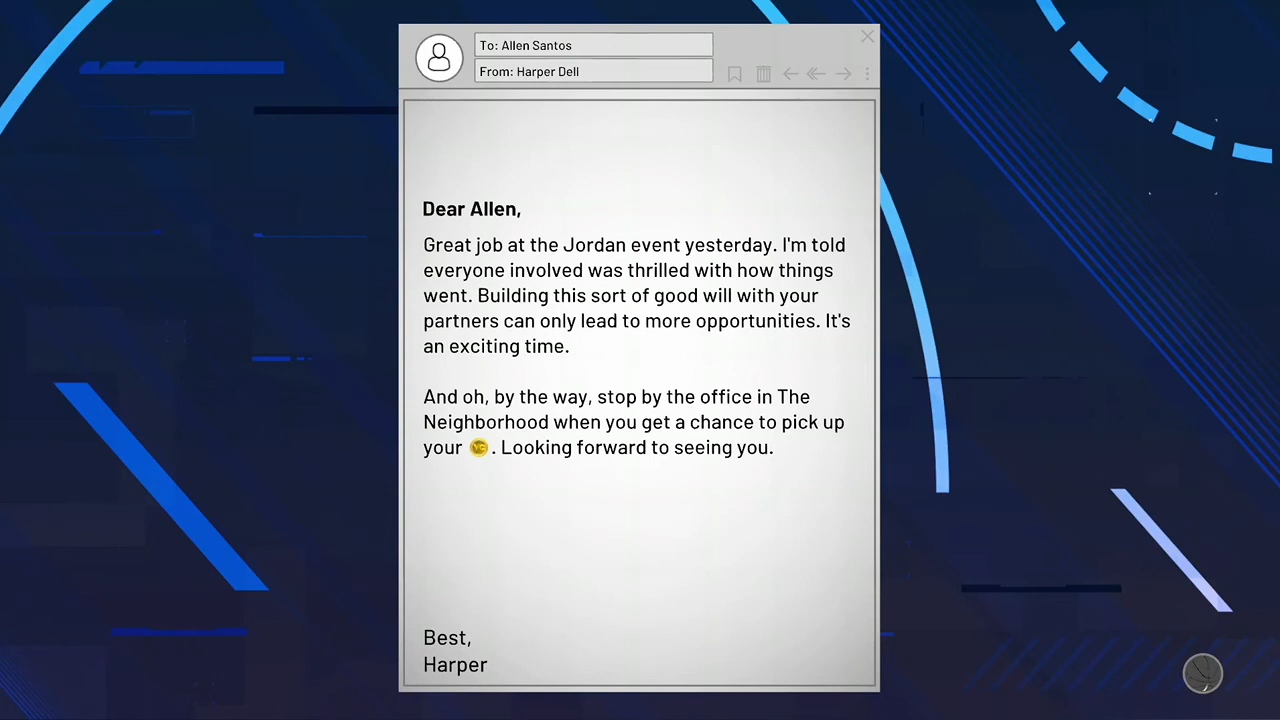 To: Allen Santos
From: Harper Dell
Dear Allen,
Great job at the Jordan event yesterday. I'm told
everyone involved was thrilled with how things
went. Building this sort of good will with your
partners can only lead to more opportunities. It's
an exciting time.
And oh, by the way, stop by the office in The
Neighborhood when you get a chance to pick up
your VC. Looking forward to seeing you.
Best,
Harper